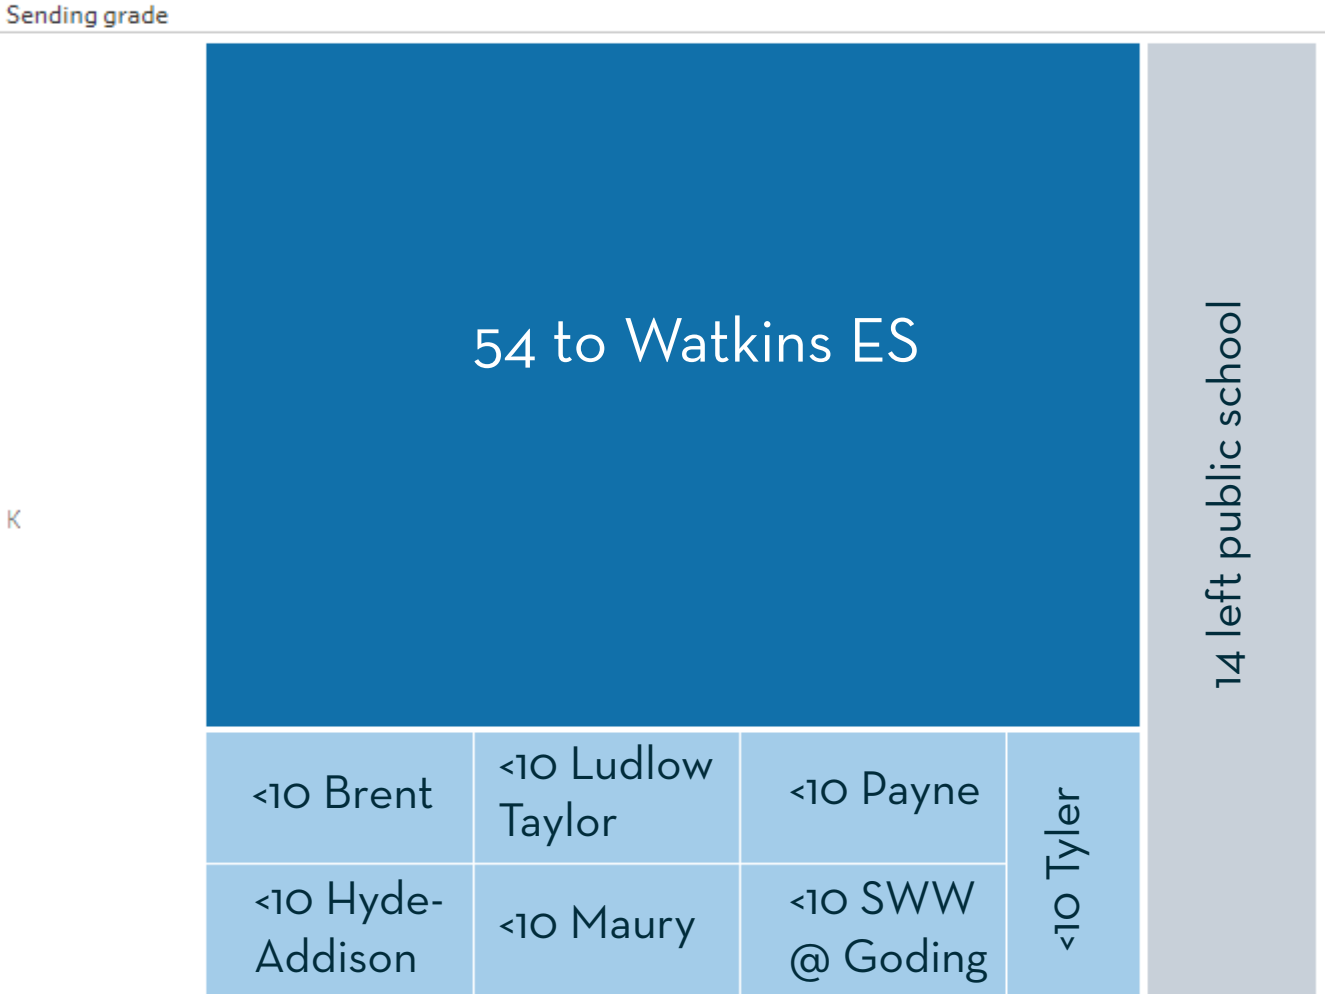 Sending grade
K
54 to Watkins ES
14 left public school
<10 Brent
<10 Ludlow
Taylor
<10 Payne
<10 Tyler
<10 Hyde-
Addison
<10 Maury
<10 SWW
@ Goding